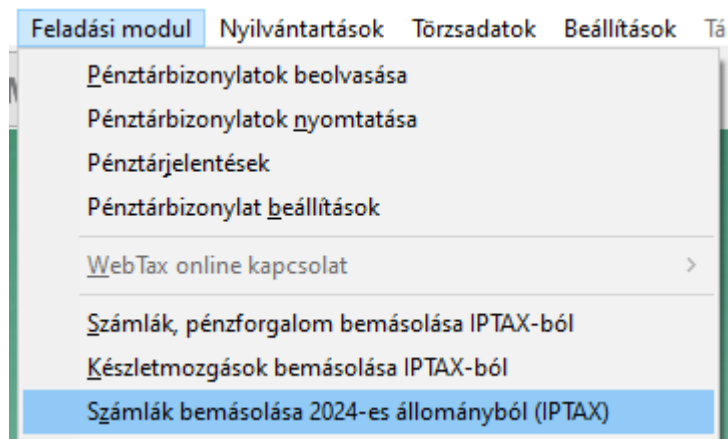 Feladási modul Nyilvántartások Törzsadatok Beállítások Tá
Pénztárbizonylatok beolvasása
Pénztárbizonylatok nyomtatása
Pénztárjelentések
Pénztárbizonylat beállítások
WebTax online kapcsolat
Számlák, pénzforgalom bemásolása IPTAX-ból
Készletmozgások bemásolása IPTAX-ból
Számlák bemásolása 2024-es állományból (IPTAX)